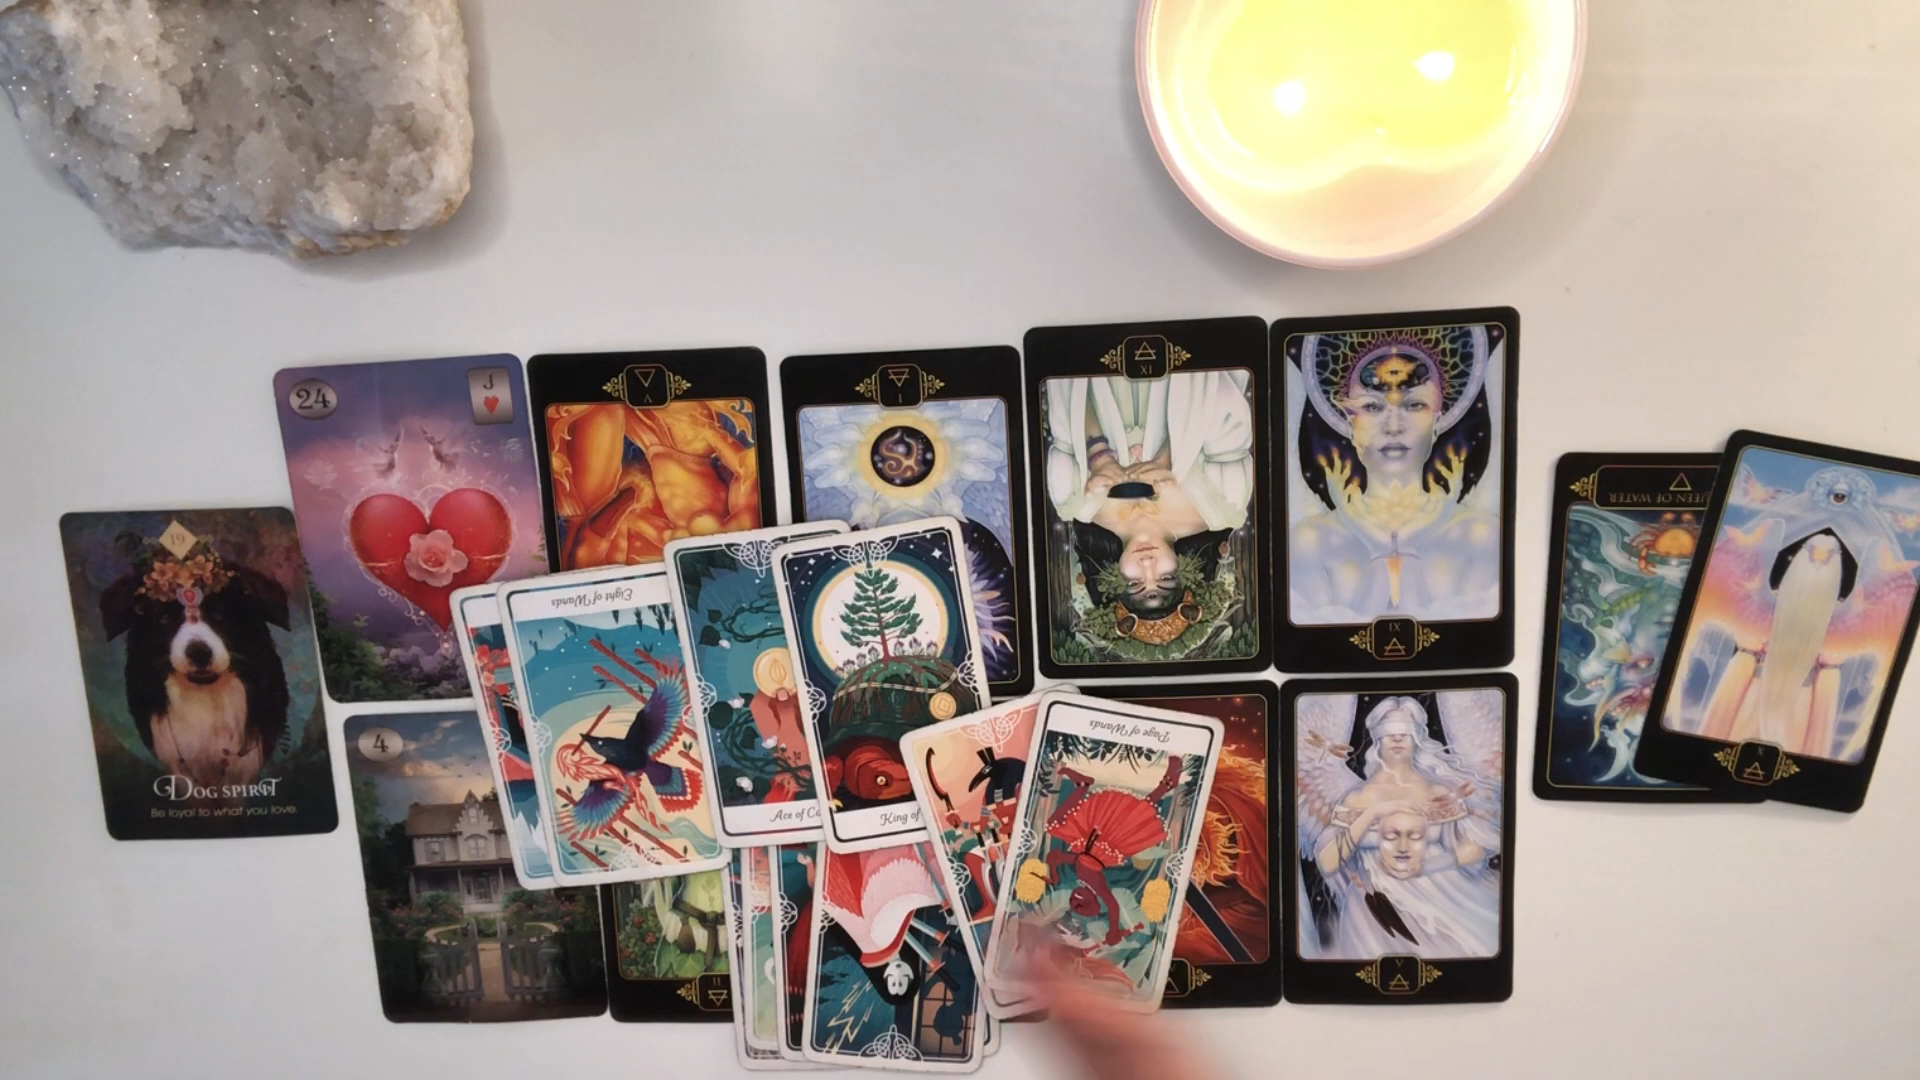 24
J
V
I
XI
IX
19
DOG SPIRIT
Be loyal to what you love.
4
Eight of Wands
Ace of
King of
Page of Wands
QUEEN OF WATER
II
V
X